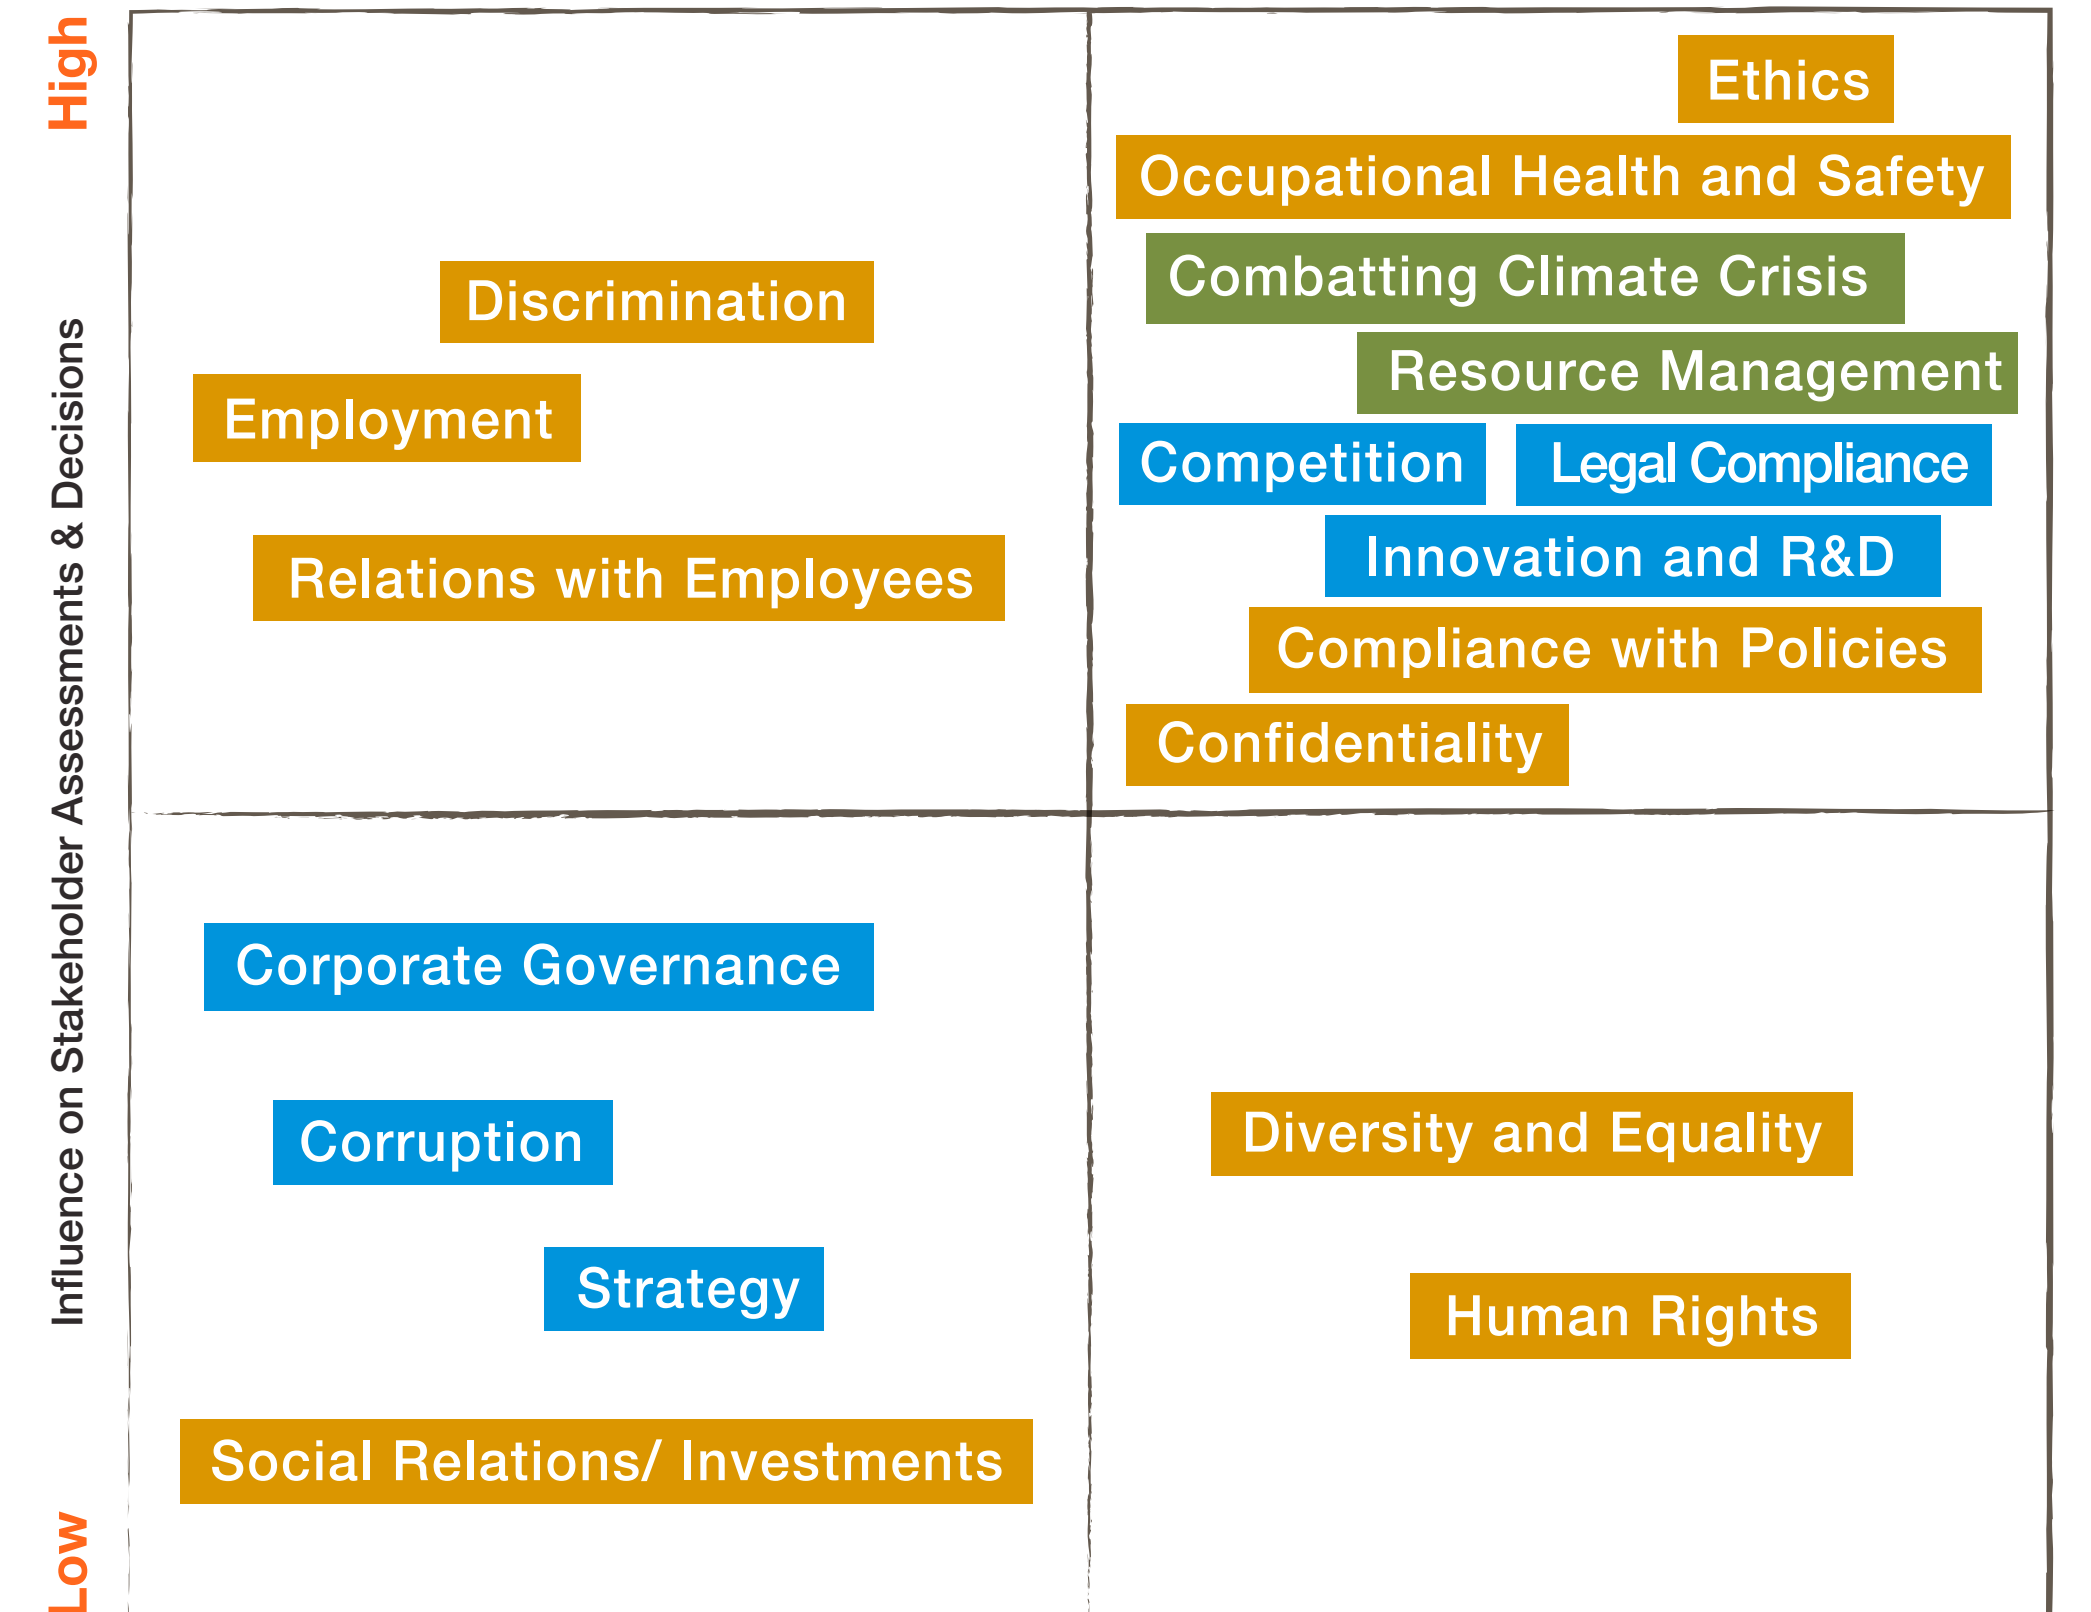 High
Influence on Stakeholder Assessments & Decisions
Low
Discrimination
Employment
Relations with Employees
Ethics
Occupational Health and Safety
Combatting Climate Crisis
Resource Management
Competition
Legal Compliance
Innovation and R&D
Compliance with Policies
Confidentiality
Corporate Governance
Corruption
Strategy
Social Relations/ Investments
Diversity and Equality
Human Rights